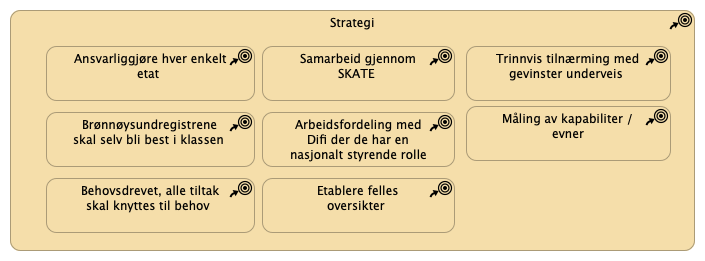 Strategi
Ansvarliggjøre hver enkelt
etat
Samarbeid gjennom
SKATE
Trinnvis tilnærming med
gevinster underveis
Brønnøysundregistrene
skal selv bli best i klassen
Arbeidsfordeling med
Difi der de har en
nasjonalt styrende rolle
Måling av kapabiliter /
evner
Behovsdrevet, alle tiltak
skal knyttes til behov
Etablere felles
oversikter